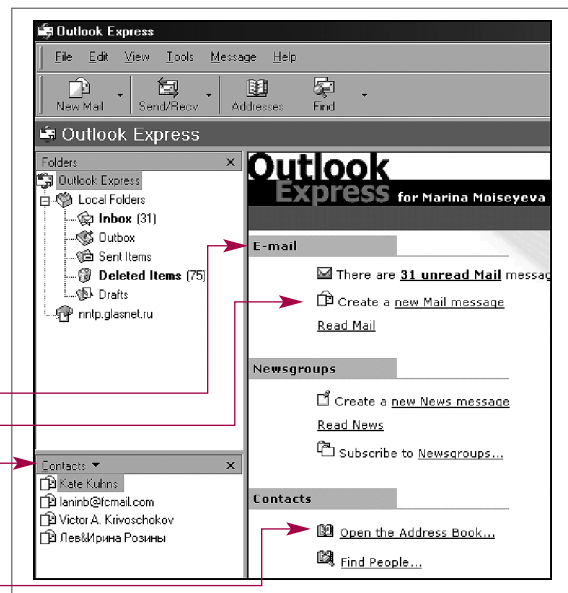 Outlook Express
File Edit View Tools Message Help
New Mail Send/Recv Addresses Find
Outlook Express
Folders x
Outlook Express
Local Folders
Inbox (31)
Outbox
Sent Items
Deleted Items (75)
Drafts
nntp.glasnet.ru
Contacts x
Kate Kuhns
laninb@fcmail.com
Victor A. Krivoschokov
Лев&Ирина Розины
Outlook
Express for Marina Moiseyeva
E-mail
There are 31 unread Mail messag
Create a new Mail message
Read Mail
Newsgroups
Create a new News message
Read News
Subscribe to Newsgroups...
Contacts
Open the Address Book...
Find People...